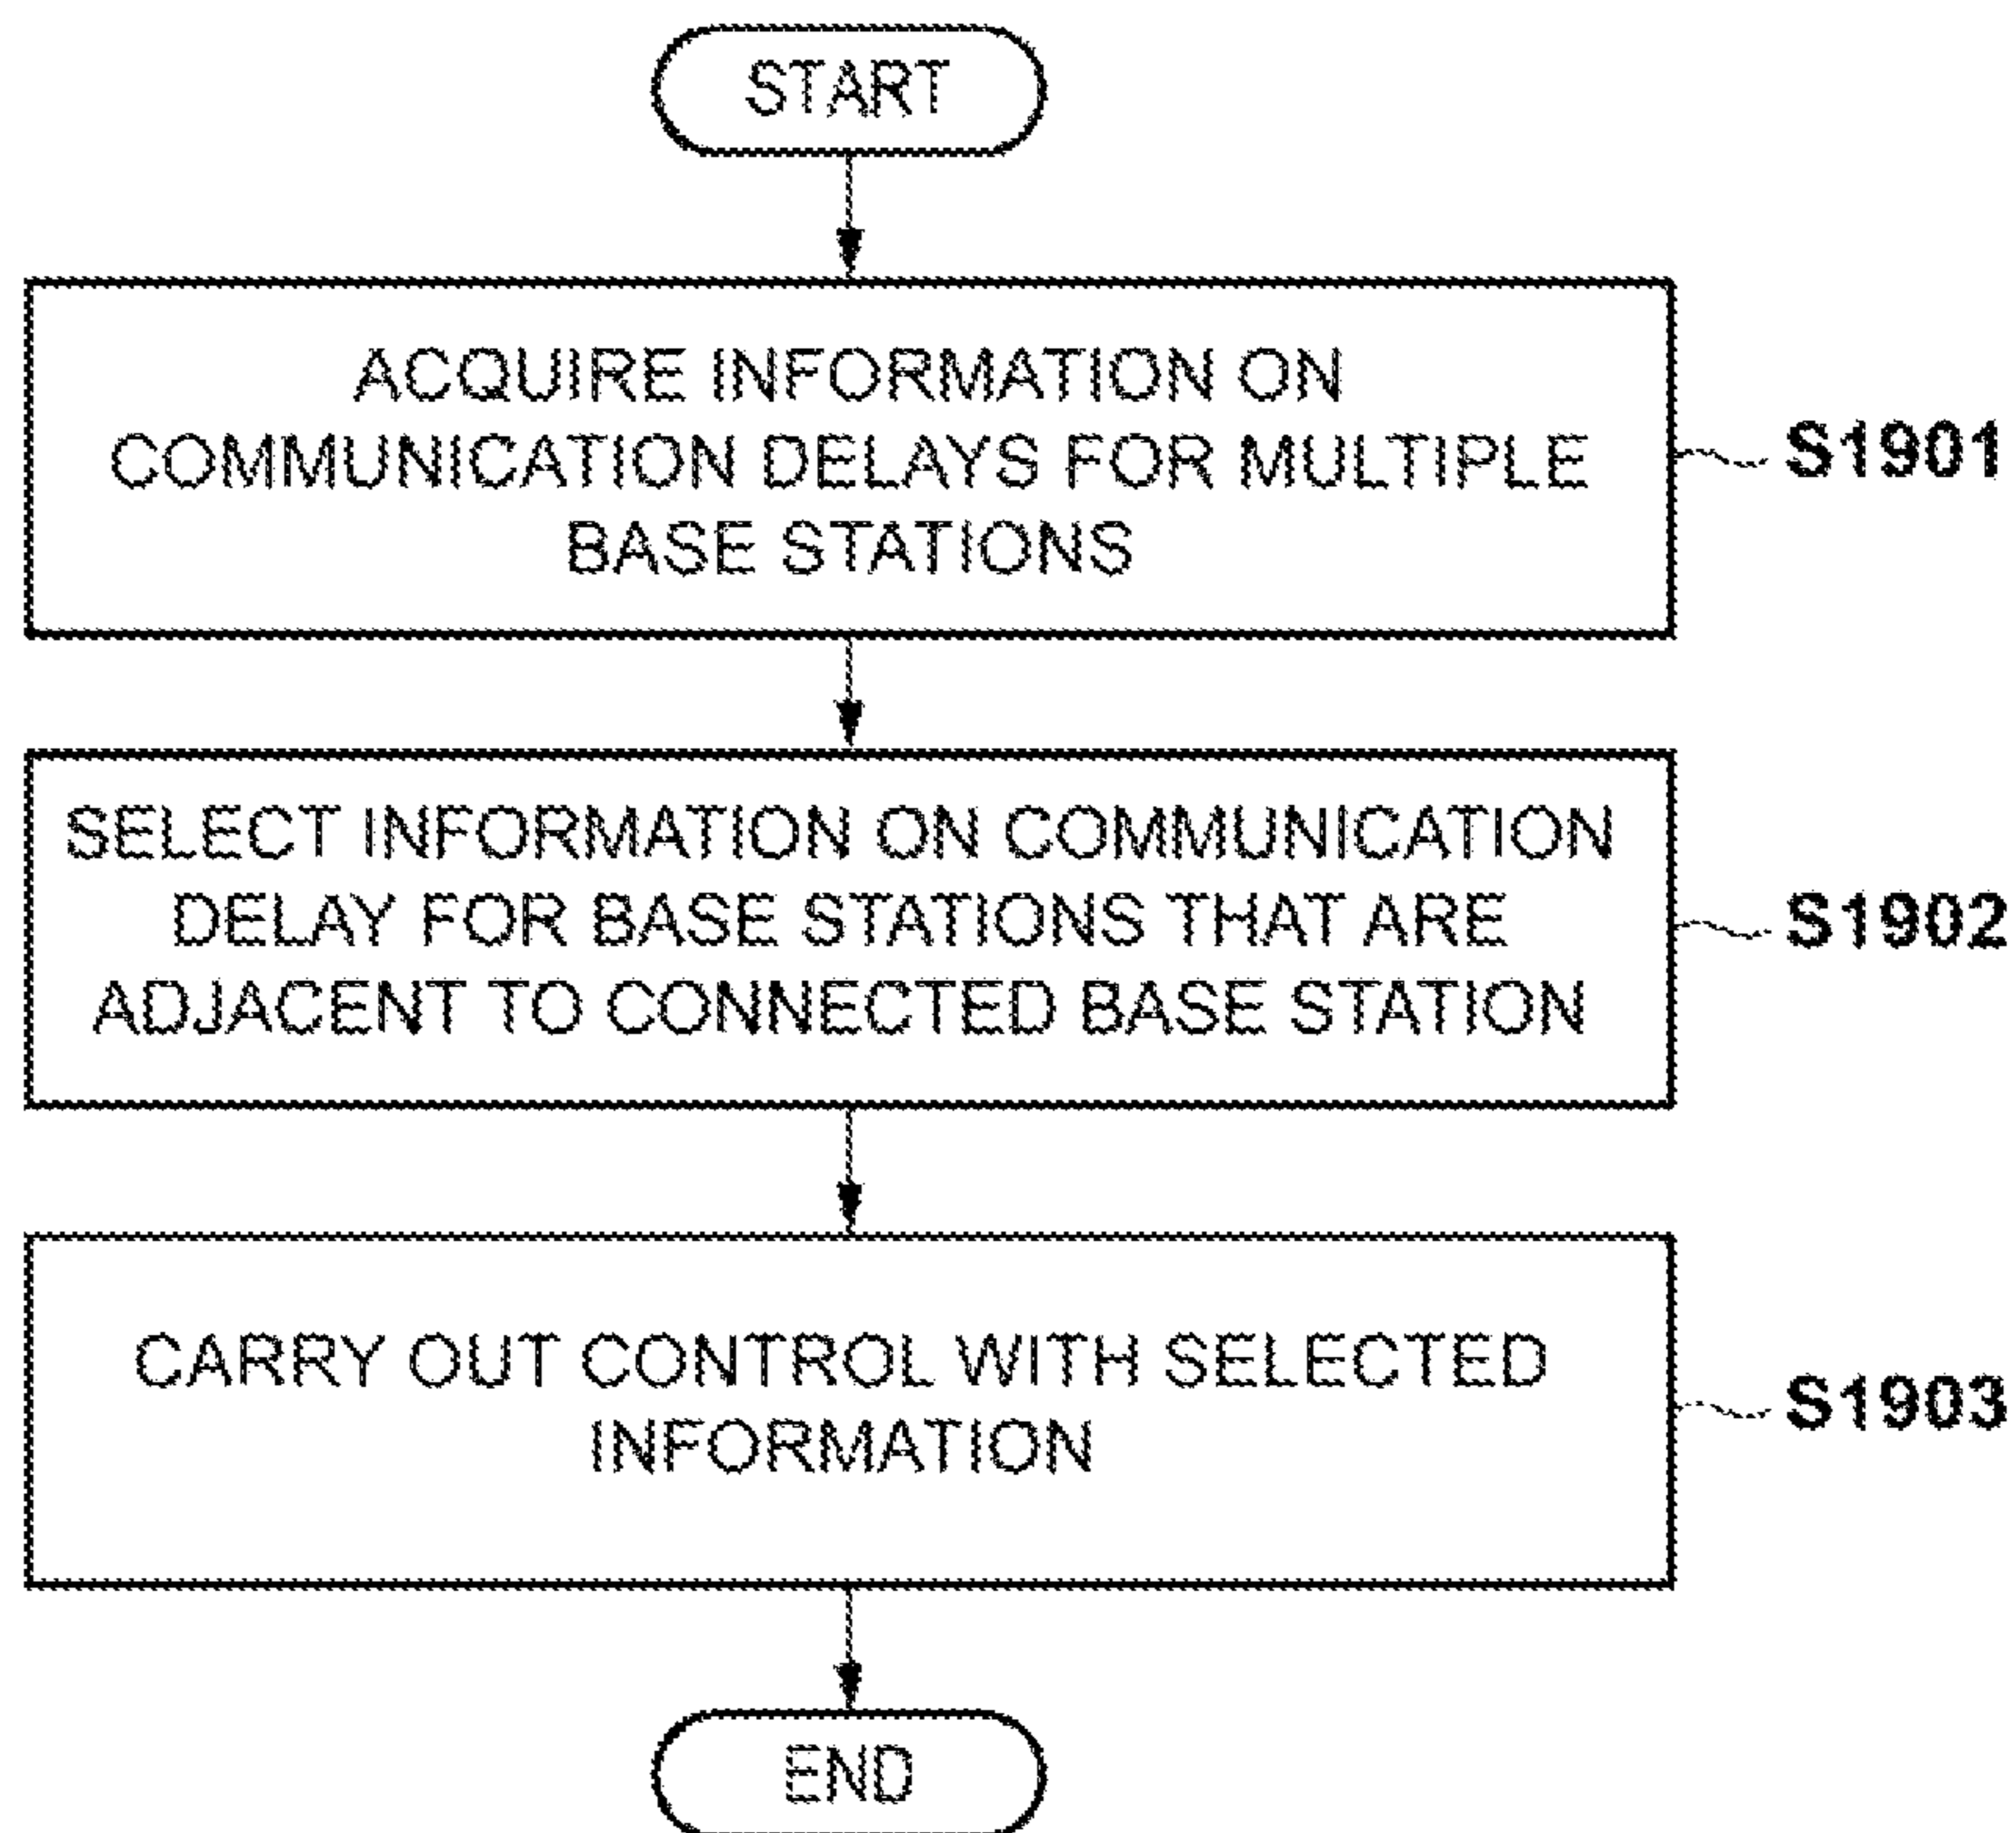 START
ACQUIRE INFORMATION ON
COMMUNICATION DELAYS FOR MULTIPLE
BASE STATIONS
S1901
SELECT INFORMATION ON COMMUNICATION
DELAY FOR BASE STATIONS THAT ARE
ADJACENT TO CONNECTED BASE STATION
S1902
CARRY OUT CONTROL WITH SELECTED
INFORMATION
S1903
END